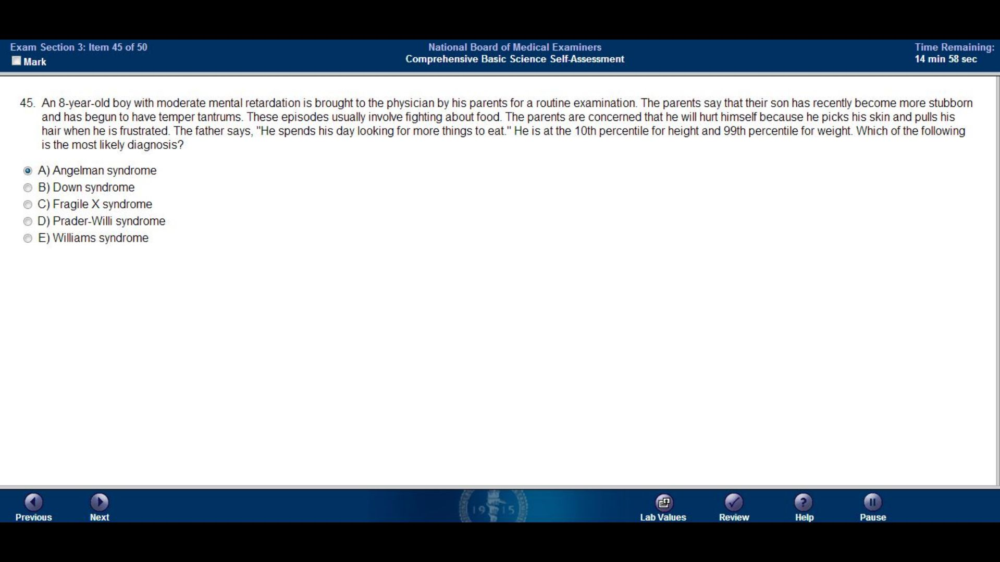 Exam Section 3: Item 45 of 50
National Board of Medical Examiners
Time Remaining:
Mark
Comprehensive Basic Science Self-Assessment
14 min 58 sec
45. An 8-year-old boy with moderate mental retardation is brought to the physician by his parents for a routine examination. The parents say that their son has recently become more stubborn
and has begun to have temper tantrums. These episodes usually involve fighting about food. The parents are concerned that he will hurt himself because he picks his skin and pulls his
hair when he is frustrated. The father says, "He spends his day looking for more things to eat." He is at the 10th percentile for height and 99th percentile for weight. Which of the following
is the most likely diagnosis?
A) Angelman syndrome
B) Down syndrome
C) Fragile X syndrome
D) Prader-Willi syndrome
E) Williams syndrome
1915
Previous
Next
Lab Values
Review
Help
Pause